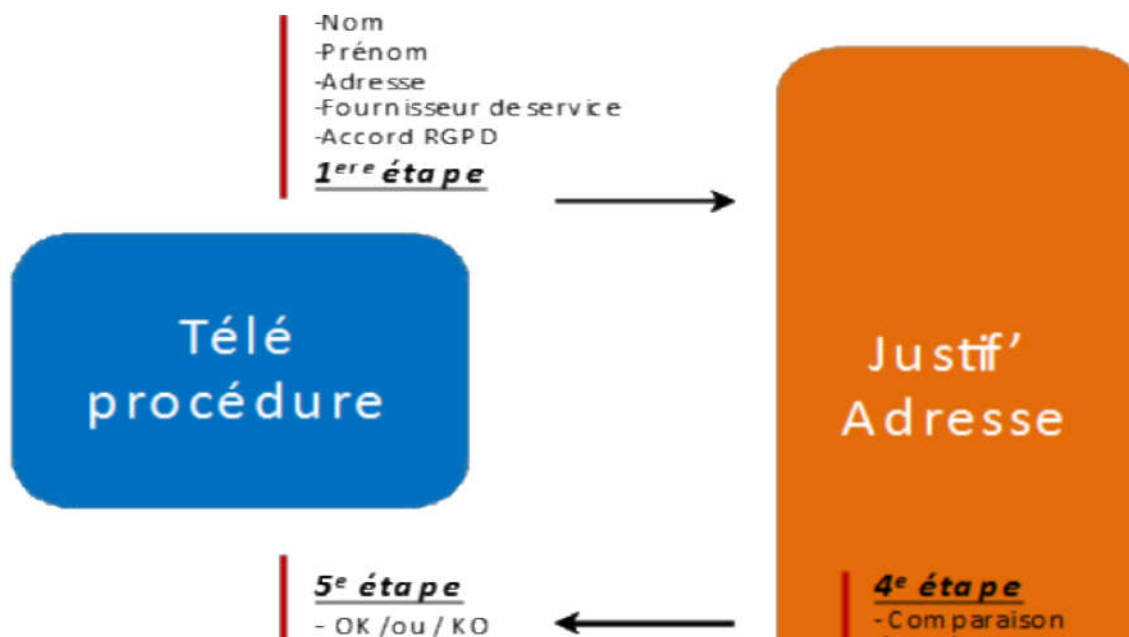 -Nom
-Prénom
-Adresse
-Fournisseur de service
-Accord RGPD
1ere étape
Télé
procédure
Justif'
Adresse
5e étape
- OK /ou / KO
4e étape
-Comparaison